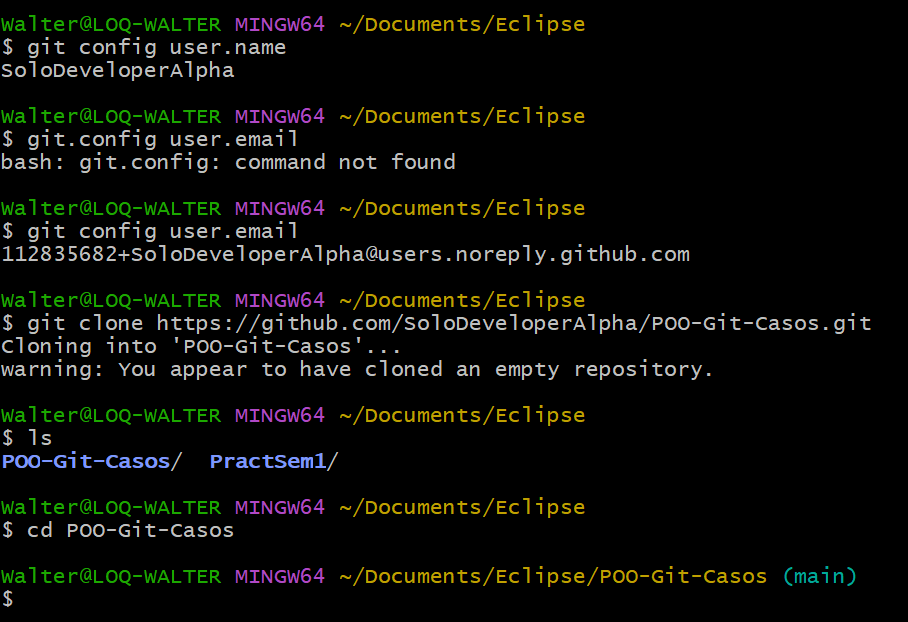 Walter@LOQ-WALTER MINGW64 ~/Documents/Eclipse
$ git config user.name
SoloDeveloperAlpha
Walter@LOQ-WALTER MINGW64 ~/Documents/Eclipse
$ git.config user.email
bash: git.config: command not found
Walter@LOQ-WALTER MINGW64 ~/Documents/Eclipse
$ git config user.email
112835682+SoloDeveloperAlpha@users.noreply.github.com
Walter@LOQ-WALTER MINGW64 ~/Documents/Eclipse
$ git clone https://github.com/SoloDeveloperAlpha/POO-Git-Casos.git
Cloning into 'POO-Git-Casos'...
warning: You appear to have cloned an empty repository.
Walter@LOQ-WALTER MINGW64 ~/Documents/Eclipse
$ ls
POO-Git-Casos/  PractSem1/
Walter@LOQ-WALTER MINGW64 ~/Documents/Eclipse
$ cd POO-Git-Casos
Walter@LOQ-WALTER MINGW64 ~/Documents/Eclipse/POO-Git-Casos (main)
$